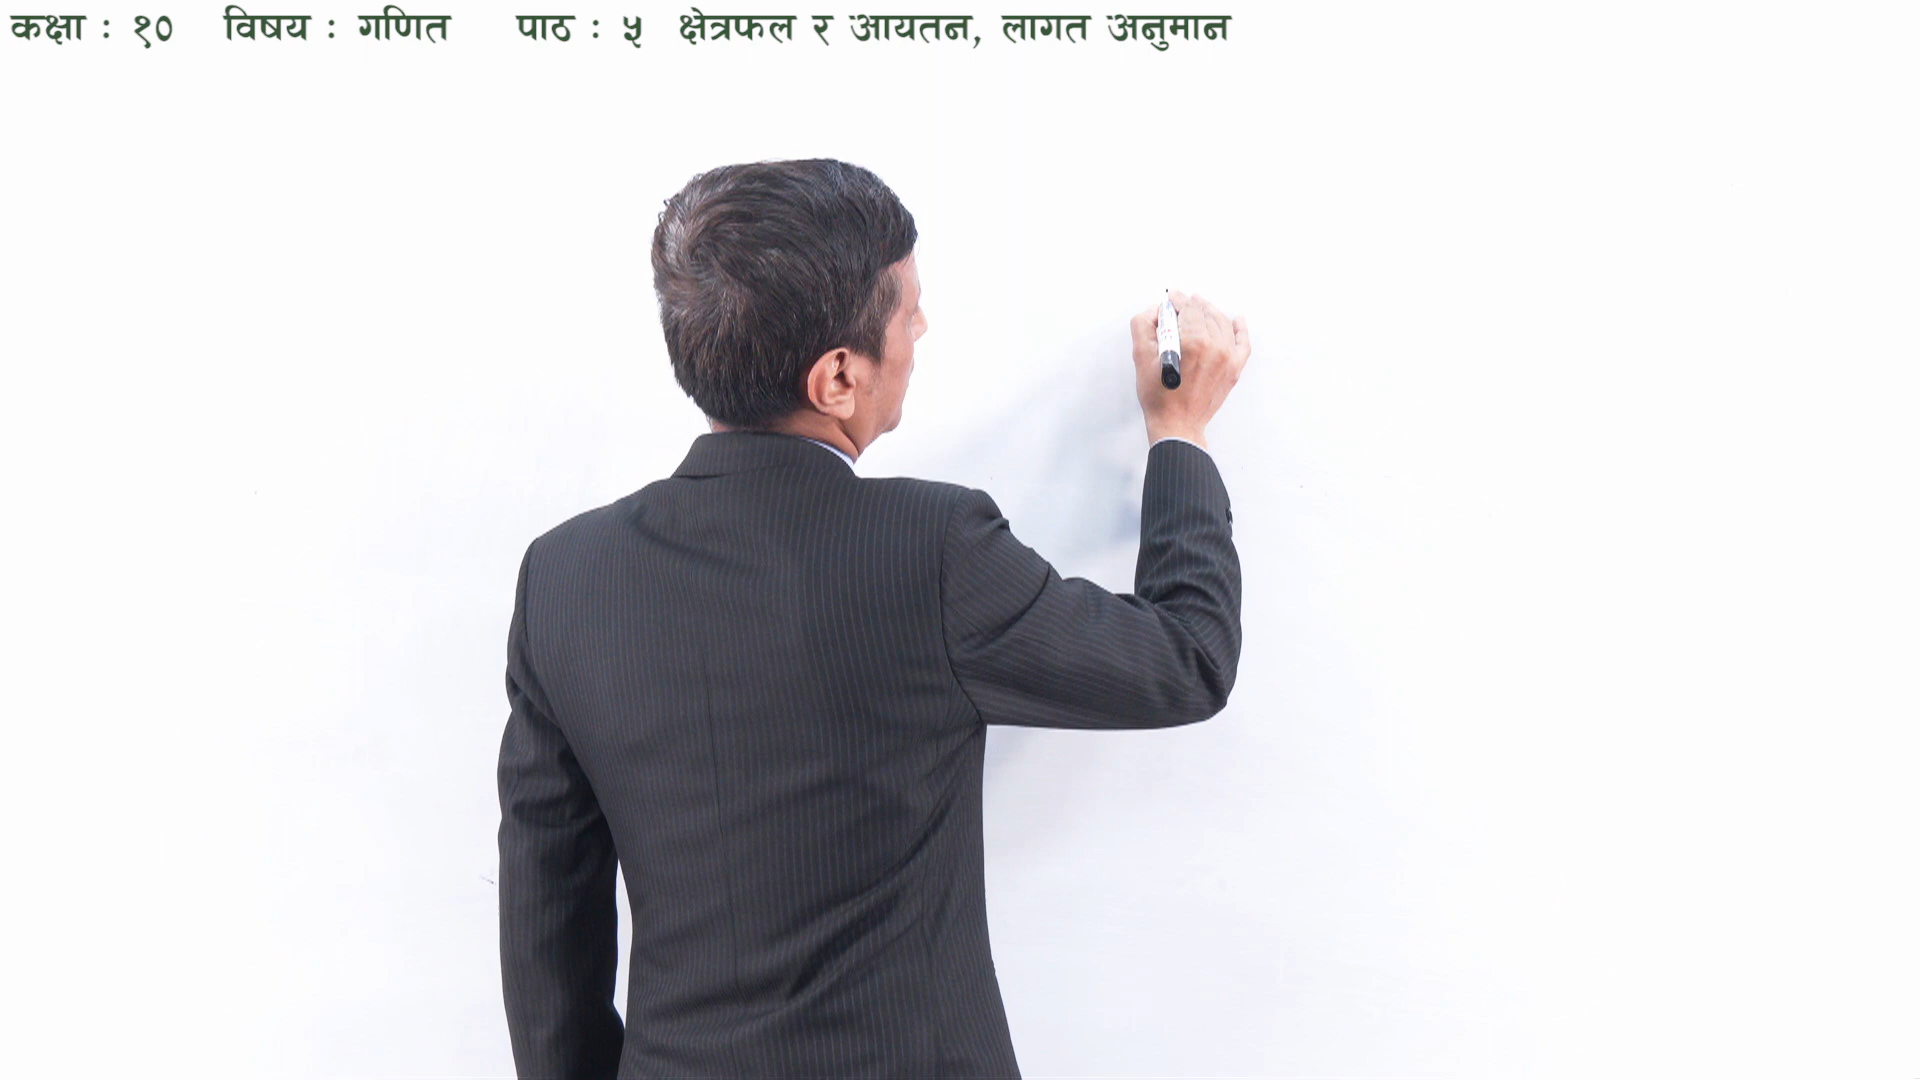 कक्षा : १० विषय : गणित पाठ : ५ क्षेत्रफल र आयतन, लागत अनुमान